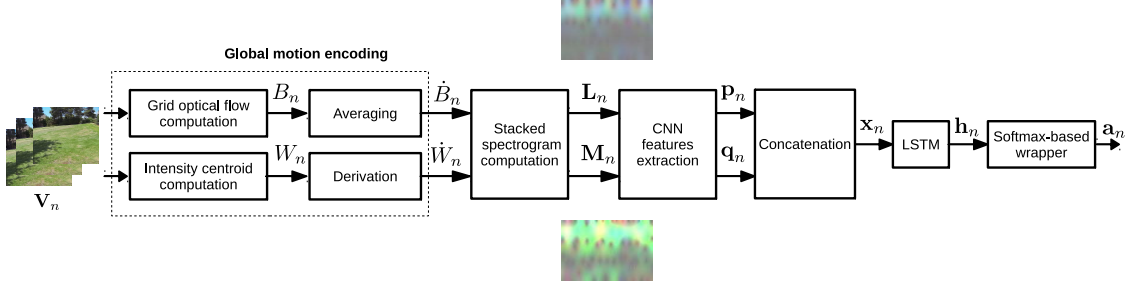 Global motion encoding
V_n
Grid optical flow
computation
B_n
Averaging
Ḃ_n
Intensity centroid
computation
W_n
Derivation
Ẇ_n
Stacked
spectrogram
computation
L_n
M_n
CNN
features
extraction
p_n
q_n
Concatenation
x_n
LSTM
h_n
Softmax-based
wrapper
a_n